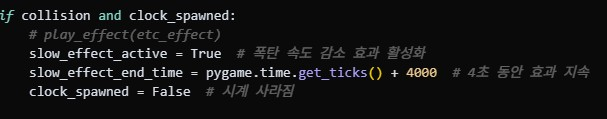 if collision and clock_spawned:
    # play_effect(etc_effect)
    slow_effect_active = True  # 폭탄 속도 감소 효과 활성화
    slow_effect_end_time = pygame.time.get_ticks() + 4000  # 4초 동안 효과 지속
    clock_spawned = False  # 시계 사라짐